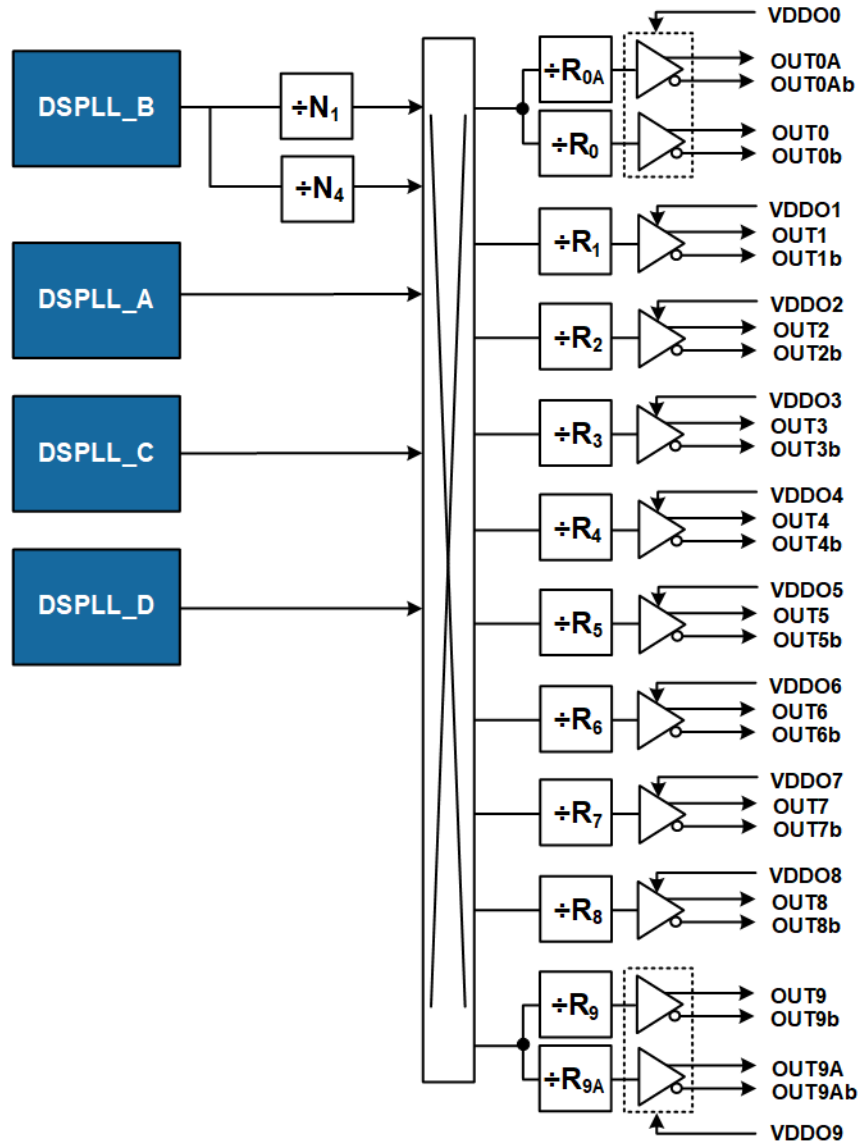 DSPLL_B
÷N1
÷N4
DSPLL_A
DSPLL_C
DSPLL_D
÷R0A
÷R0
÷R1
÷R2
÷R3
÷R4
÷R5
÷R6
÷R7
÷R8
÷R9
÷R9A
VDDO0
OUT0A
OUT0Ab
OUT0
OUT0b
VDDO1
OUT1
OUT1b
VDDO2
OUT2
OUT2b
VDDO3
OUT3
OUT3b
VDDO4
OUT4
OUT4b
VDDO5
OUT5
OUT5b
VDDO6
OUT6
OUT6b
VDDO7
OUT7
OUT7b
VDDO8
OUT8
OUT8b
OUT9
OUT9b
OUT9A
OUT9Ab
VDDO9